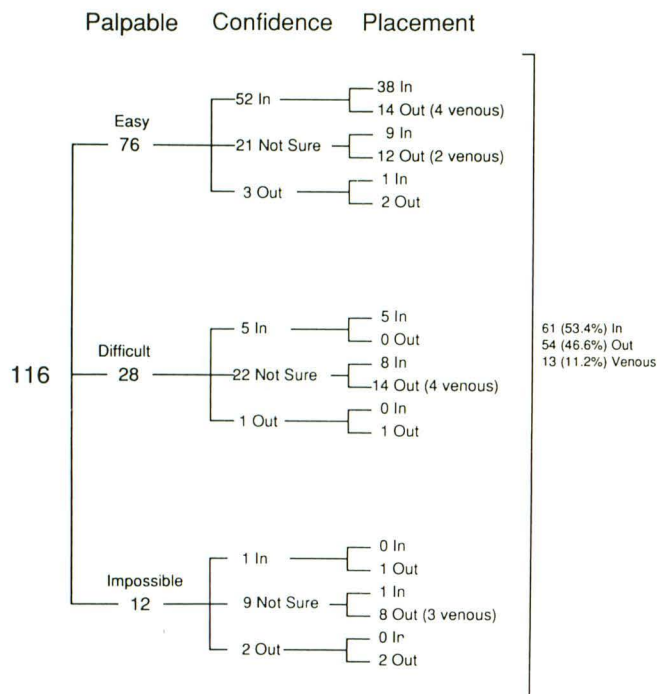 Palpable Confidence Placement
38 In
52 In
14 Out (4 venous)
Easy
76
9 In
21 Not Sure
12 Out (2 venous)
1 In
3 Out
2 Out
5 In
5 In
0 Out
Difficult
116
28
8 In
22 Not Sure
14 Out (4 venous)
0 In
1 Out
1 Out
61 (53.4%) In
54 (46.6%) Out
13 (11.2%) Venous
0 In
1 In
1 Out
Impossible
12
1 In
9 Not Sure
8 Out (3 venous)
0 In
2 Out
2 Out